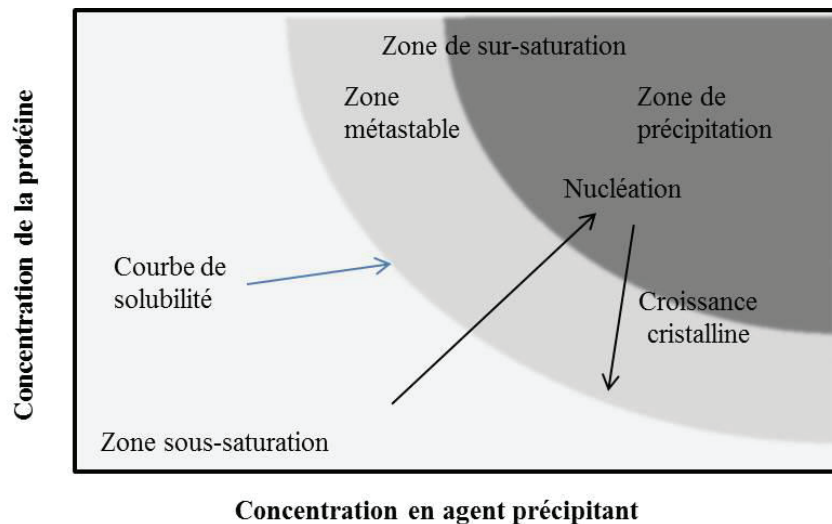 Concentration de la protéine
Zone de sur-saturation
Zone
métastable
Zone de
précipitation
Nucléation
Courbe de
solubilité
Croissance
cristalline
Zone sous-saturation
Concentration en agent précipitant